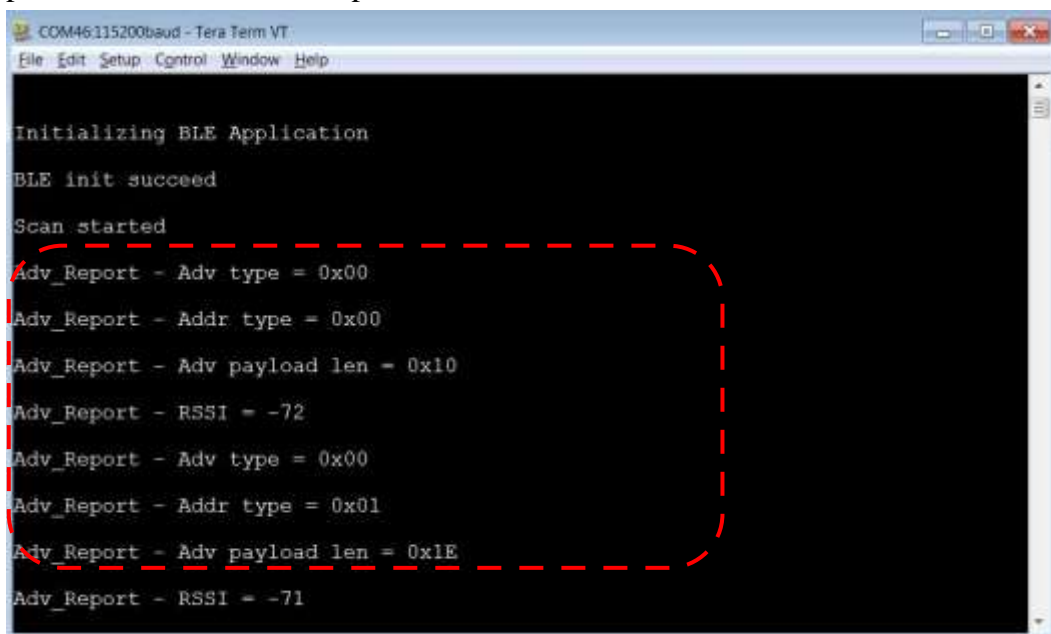 COM46:115200baud - Tera Term VT
File Edit Setup Control Window Help
Initializing BLE Application
BLE init succeed
Scan started
Adv_Report - Adv type = 0x00
Adv_Report - Addr type = 0x00
Adv_Report - Adv payload len = 0x10
Adv_Report - RSSI = -72
Adv_Report - Adv type = 0x00
Adv_Report - Addr type = 0x01
Adv_Report - Adv payload len = 0x1E
Adv_Report - RSSI = -71